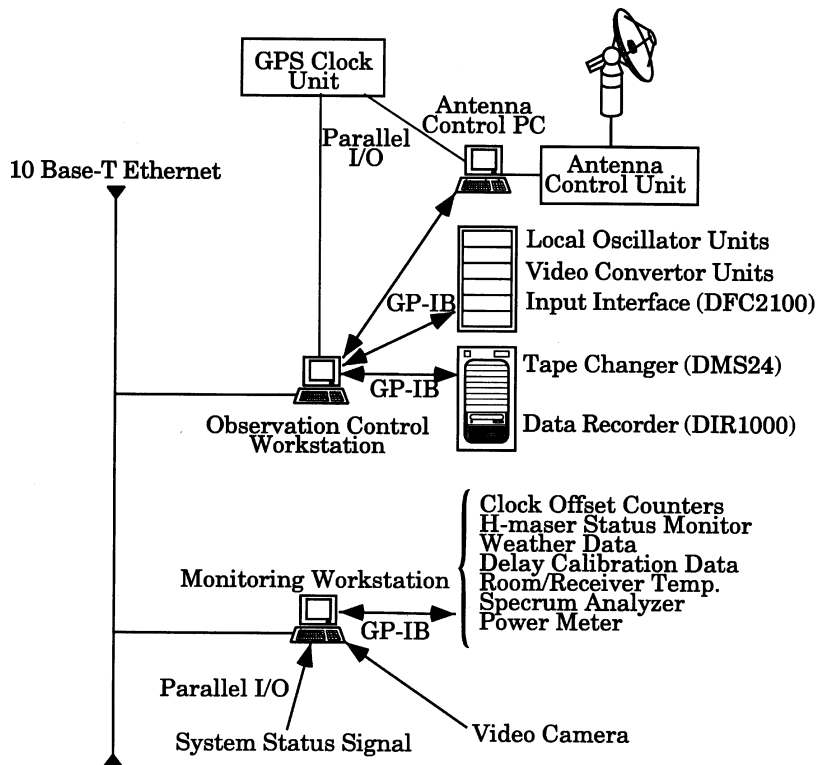 GPS Clock
Unit
Antenna
Control PC
Parallel
I/O
10 Base-T Ethernet
Antenna
Control Unit
Local Oscillator Units
Video Convertor Units
GP-IB
Input Interface (DFC2100)
Tape Changer (DMS24)
GP-IB
Observation Control
Workstation
Data Recorder (DIR1000)
Clock Offset Counters
H-maser Status Monitor
Weather Data
Delay Calibration Data
Room/Receiver Temp.
Specrum Analyzer
Power Meter
Monitoring Workstation
GP-IB
Parallel I/O
System Status Signal
Video Camera